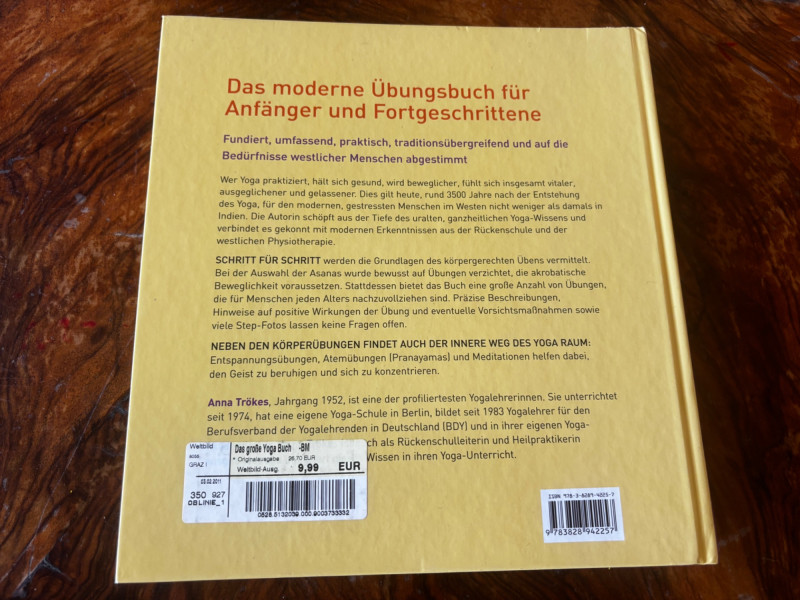 Das moderne Übungsbuch für
Anfänger und Fortgeschrittene
Fundiert, umfassend, praktisch, traditionsübergreifend und auf die
Bedürfnisse westlicher Menschen abgestimmt
Wer Yoga praktiziert, hält sich gesund, wird beweglicher, fühlt sich insgesamt vitaler,
ausgeglichener und gelassener. Dies gilt heute, rund 3500 Jahre nach der Entstehung
des Yoga, für den modernen, gestressten Menschen im Westen nicht weniger als damals in
Indien. Die Autorin schöpft aus der Tiefe des uralten, ganzheitlichen Yoga-Wissens und
verbindet es gekonnt mit modernen Erkenntnissen aus der Rückenschule und der
westlichen Physiotherapie.
SCHRITT FÜR SCHRITT werden die Grundlagen des körpergerechten Übens vermittelt.
Bei der Auswahl der Asanas wurde bewusst auf Übungen verzichtet, die akrobatische
Beweglichkeit voraussetzen. Stattdessen bietet das Buch eine große Anzahl von Übungen,
die für Menschen jeden Alters nachzuvollziehen sind. Präzise Beschreibungen,
Hinweise auf positive Wirkungen der Übung und eventuelle Vorsichtsmaßnahmen sowie
viele Step-Fotos lassen keine Fragen offen.
NEBEN DEN KÖRPERÜBUNGEN FINDET AUCH DER INNERE WEG DES YOGA RAUM:
Entspannungsübungen, Atemübungen (Pranayamas) und Meditationen helfen dabei,
den Geist zu beruhigen und sich zu konzentrieren.
Anna Trökes, Jahrgang 1952, ist eine der profiliertesten Yogalehrerinnen. Sie unterrichtet
seit 1974, hat eine eigene Yoga-Schule in Berlin, bildet seit 1983 Yogalehrer für den
Berufsverband der Yogalehrenden in Deutschland (BDY) und in ihrer eigenen Yoga-
ch als Rückenschulleiterin und Heilpraktikerin
Wissen in ihren Yoga-Unterricht.
Weltbild
GRAZ
03.02.2011
350 927
OBLINIE_1
Das große Yoga Buch -BM
* Originalausgabe 26,70 EUR
Weltbild-Ausg. 9,99 EUR
0828.5132039.000.9003733332
ISBN 978-3-8289-4225-7
9 783828 942257